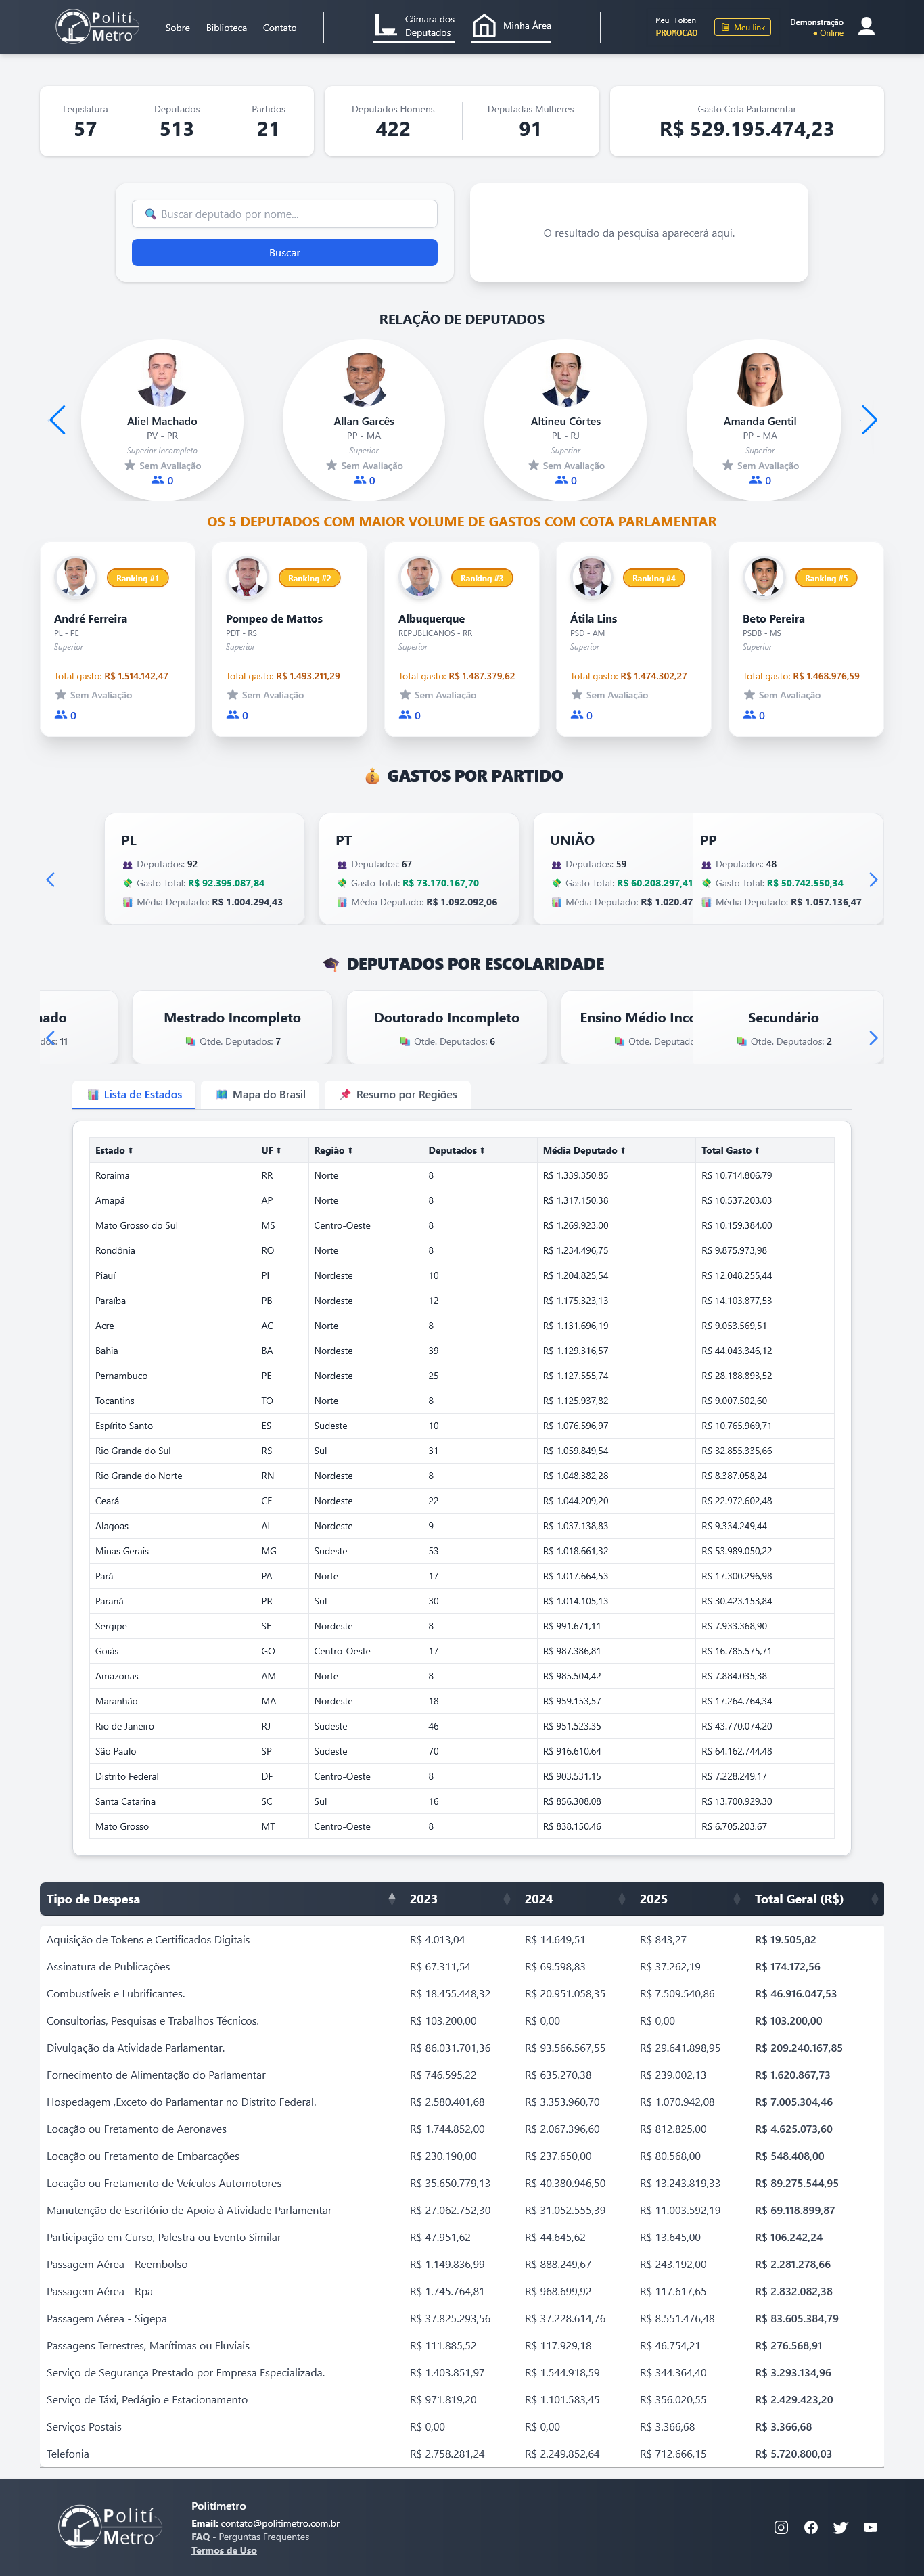 Polití
Metro
Sobre
Biblioteca
Contato
Câmara dos
Deputados
Minha Área
Meu Token
PROMOCAO
Meu link
Demonstração
● Online
Legislatura
57
Deputados
513
Partidos
21
Deputados Homens
422
Deputadas Mulheres
91
Gasto Cota Parlamentar
R$ 529.195.474,23
Buscar deputado por nome...
Buscar
O resultado da pesquisa aparecerá aqui.
RELAÇÃO DE DEPUTADOS
Aliel Machado
PV - PR
Superior Incompleto
Sem Avaliação
0
Allan Garcês
PP - MA
Superior
Sem Avaliação
0
Altineu Côrtes
PL - RJ
Superior
Sem Avaliação
0
Amanda Gentil
PP - MA
Superior
Sem Avaliação
0
OS 5 DEPUTADOS COM MAIOR VOLUME DE GASTOS COM COTA PARLAMENTAR
Ranking #1
André Ferreira
PL - PE
Superior
Total gasto: R$ 1.514.142,47
Sem Avaliação
0
Ranking #2
Pompeo de Mattos
PDT - RS
Superior
Total gasto: R$ 1.493.211,29
Sem Avaliação
0
Ranking #3
Albuquerque
REPUBLICANOS - RR
Superior
Total gasto: R$ 1.487.379,62
Sem Avaliação
0
Ranking #4
Átila Lins
PSD - AM
Superior
Total gasto: R$ 1.474.302,27
Sem Avaliação
0
Ranking #5
Beto Pereira
PSDB - MS
Superior
Total gasto: R$ 1.468.976,59
Sem Avaliação
0
GASTOS POR PARTIDO
PL
Deputados: 92
Gasto Total: R$ 92.395.087,84
Média Deputado: R$ 1.004.294,43
PT
Deputados: 67
Gasto Total: R$ 73.170.167,70
Média Deputado: R$ 1.092.092,06
UNIÃO
Deputados: 59
Gasto Total: R$ 60.208.297,41
Média Deputado: R$ 1.020.47
PP
Deputados: 48
Gasto Total: R$ 50.742.550,34
Média Deputado: R$ 1.057.136,47
DEPUTADOS POR ESCOLARIDADE
nado
dos: 11
Mestrado Incompleto
Qtde. Deputados: 7
Doutorado Incompleto
Qtde. Deputados: 6
Ensino Médio Inco
Qtde. Deputado
Secundário
Qtde. Deputados: 2
Lista de Estados
Mapa do Brasil
Resumo por Regiões
Estado ⬍ UF ⬍ Região ⬍ Deputados ⬍ Média Deputado ⬍ Total Gasto ⬍
Roraima RR Norte 8 R$ 1.339.350,85 R$ 10.714.806,79
Amapá AP Norte 8 R$ 1.317.150,38 R$ 10.537.203,03
Mato Grosso do Sul MS Centro-Oeste 8 R$ 1.269.923,00 R$ 10.159.384,00
Rondônia RO Norte 8 R$ 1.234.496,75 R$ 9.875.973,98
Piauí PI Nordeste 10 R$ 1.204.825,54 R$ 12.048.255,44
Paraíba PB Nordeste 12 R$ 1.175.323,13 R$ 14.103.877,53
Acre AC Norte 8 R$ 1.131.696,19 R$ 9.053.569,51
Bahia BA Nordeste 39 R$ 1.129.316,57 R$ 44.043.346,12
Pernambuco PE Nordeste 25 R$ 1.127.555,74 R$ 28.188.893,52
Tocantins TO Norte 8 R$ 1.125.937,82 R$ 9.007.502,60
Espírito Santo ES Sudeste 10 R$ 1.076.596,97 R$ 10.765.969,71
Rio Grande do Sul RS Sul 31 R$ 1.059.849,54 R$ 32.855.335,66
Rio Grande do Norte RN Nordeste 8 R$ 1.048.382,28 R$ 8.387.058,24
Ceará CE Nordeste 22 R$ 1.044.209,20 R$ 22.972.602,48
Alagoas AL Nordeste 9 R$ 1.037.138,83 R$ 9.334.249,44
Minas Gerais MG Sudeste 53 R$ 1.018.661,32 R$ 53.989.050,22
Pará PA Norte 17 R$ 1.017.664,53 R$ 17.300.296,98
Paraná PR Sul 30 R$ 1.014.105,13 R$ 30.423.153,84
Sergipe SE Nordeste 8 R$ 991.671,11 R$ 7.933.368,90
Goiás GO Centro-Oeste 17 R$ 987.386,81 R$ 16.785.575,71
Amazonas AM Norte 8 R$ 985.504,42 R$ 7.884.035,38
Maranhão MA Nordeste 18 R$ 959.153,57 R$ 17.264.764,34
Rio de Janeiro RJ Sudeste 46 R$ 951.523,35 R$ 43.770.074,20
São Paulo SP Sudeste 70 R$ 916.610,64 R$ 64.162.744,48
Distrito Federal DF Centro-Oeste 8 R$ 903.531,15 R$ 7.228.249,17
Santa Catarina SC Sul 16 R$ 856.308,08 R$ 13.700.929,30
Mato Grosso MT Centro-Oeste 8 R$ 838.150,46 R$ 6.705.203,67
Tipo de Despesa 2023 2024 2025 Total Geral (R$)
Aquisição de Tokens e Certificados Digitais R$ 4.013,04 R$ 14.649,51 R$ 843,27 R$ 19.505,82
Assinatura de Publicações R$ 67.311,54 R$ 69.598,83 R$ 37.262,19 R$ 174.172,56
Combustíveis e Lubrificantes. R$ 18.455.448,32 R$ 20.951.058,35 R$ 7.509.540,86 R$ 46.916.047,53
Consultorias, Pesquisas e Trabalhos Técnicos. R$ 103.200,00 R$ 0,00 R$ 0,00 R$ 103.200,00
Divulgação da Atividade Parlamentar. R$ 86.031.701,36 R$ 93.566.567,55 R$ 29.641.898,95 R$ 209.240.167,85
Fornecimento de Alimentação do Parlamentar R$ 746.595,22 R$ 635.270,38 R$ 239.002,13 R$ 1.620.867,73
Hospedagem ,Exceto do Parlamentar no Distrito Federal. R$ 2.580.401,68 R$ 3.353.960,70 R$ 1.070.942,08 R$ 7.005.304,46
Locação ou Fretamento de Aeronaves R$ 1.744.852,00 R$ 2.067.396,60 R$ 812.825,00 R$ 4.625.073,60
Locação ou Fretamento de Embarcações R$ 230.190,00 R$ 237.650,00 R$ 80.568,00 R$ 548.408,00
Locação ou Fretamento de Veículos Automotores R$ 35.650.779,13 R$ 40.380.946,50 R$ 13.243.819,33 R$ 89.275.544,95
Manutenção de Escritório de Apoio à Atividade Parlamentar R$ 27.062.752,30 R$ 31.052.555,39 R$ 11.003.592,19 R$ 69.118.899,87
Participação em Curso, Palestra ou Evento Similar R$ 47.951,62 R$ 44.645,62 R$ 13.645,00 R$ 106.242,24
Passagem Aérea - Reembolso R$ 1.149.836,99 R$ 888.249,67 R$ 243.192,00 R$ 2.281.278,66
Passagem Aérea - Rpa R$ 1.745.764,81 R$ 968.699,92 R$ 117.617,65 R$ 2.832.082,38
Passagem Aérea - Sigepa R$ 37.825.293,56 R$ 37.228.614,76 R$ 8.551.476,48 R$ 83.605.384,79
Passagens Terrestres, Marítimas ou Fluviais R$ 111.885,52 R$ 117.929,18 R$ 46.754,21 R$ 276.568,91
Serviço de Segurança Prestado por Empresa Especializada. R$ 1.403.851,97 R$ 1.544.918,59 R$ 344.364,40 R$ 3.293.134,96
Serviço de Táxi, Pedágio e Estacionamento R$ 971.819,20 R$ 1.101.583,45 R$ 356.020,55 R$ 2.429.423,20
Serviços Postais R$ 0,00 R$ 0,00 R$ 3.366,68 R$ 3.366,68
Telefonia R$ 2.758.281,24 R$ 2.249.852,64 R$ 712.666,15 R$ 5.720.800,03
Polití
Metro
Politímetro
Email: contato@politimetro.com.br
FAQ - Perguntas Frequentes
Termos de Uso